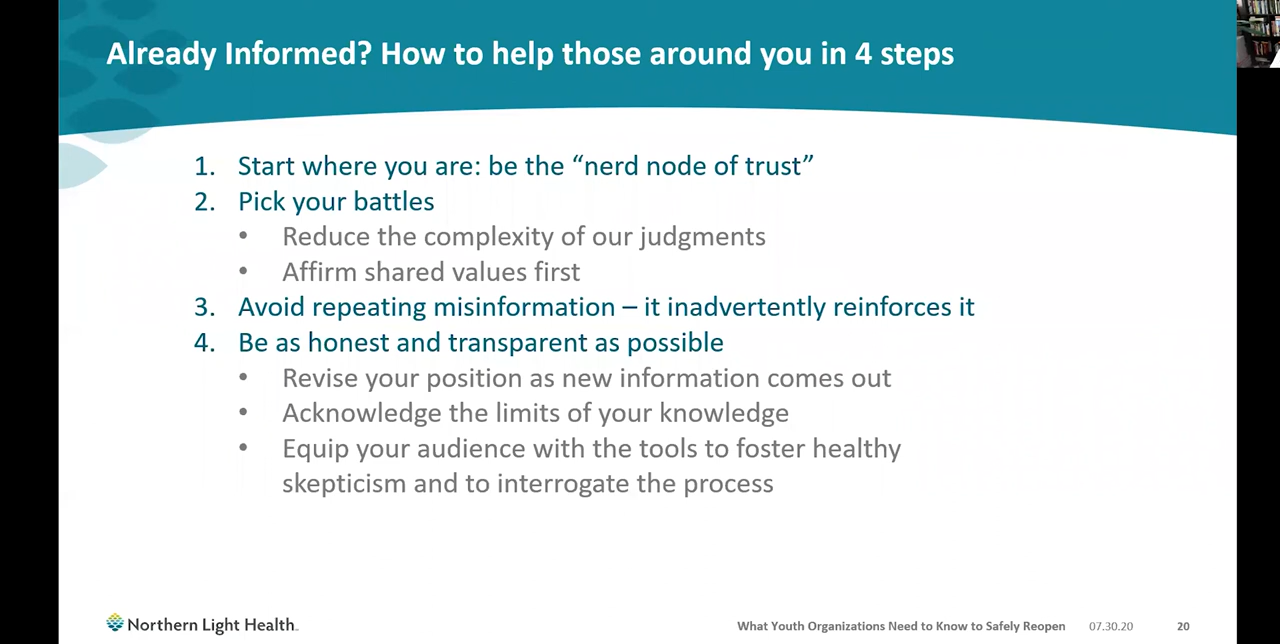 Already Informed? How to help those around you in 4 steps
1. Start where you are: be the “nerd node of trust”
2. Pick your battles
• Reduce the complexity of our judgments
• Affirm shared values first
3. Avoid repeating misinformation – it inadvertently reinforces it
4. Be as honest and transparent as possible
• Revise your position as new information comes out
• Acknowledge the limits of your knowledge
• Equip your audience with the tools to foster healthy
skepticism and to interrogate the process
Northern Light Health
What Youth Organizations Need to Know to Safely Reopen 07.30.20 20